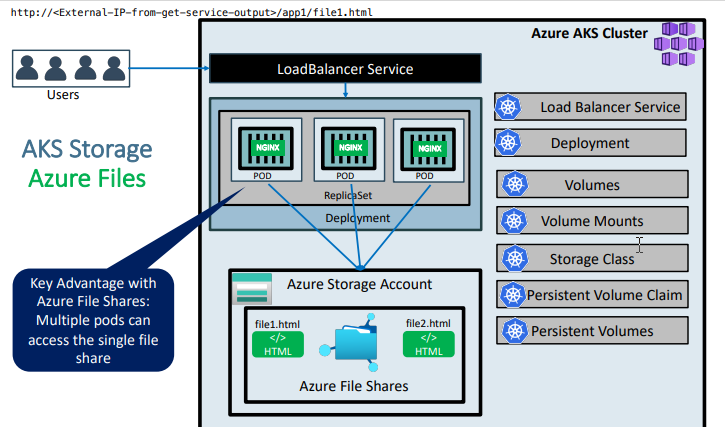 http://<External-IP-from-get-service-output>/app1/file1.html
Azure AKS Cluster
Users
LoadBalancer Service
AKS Storage
Azure Files
NGINX
NGINX
NGINX
POD
POD
POD
ReplicaSet
Deployment
Key Advantage with
Azure File Shares:
Multiple pods can
access the single file
share
Azure Storage Account
file1.html
</>
HTML
file2.html
</>
HTML
Azure File Shares
Load Balancer Service
Deployment
Volumes
Volume Mounts
Storage Class
Persistent Volume Claim
Persistent Volumes